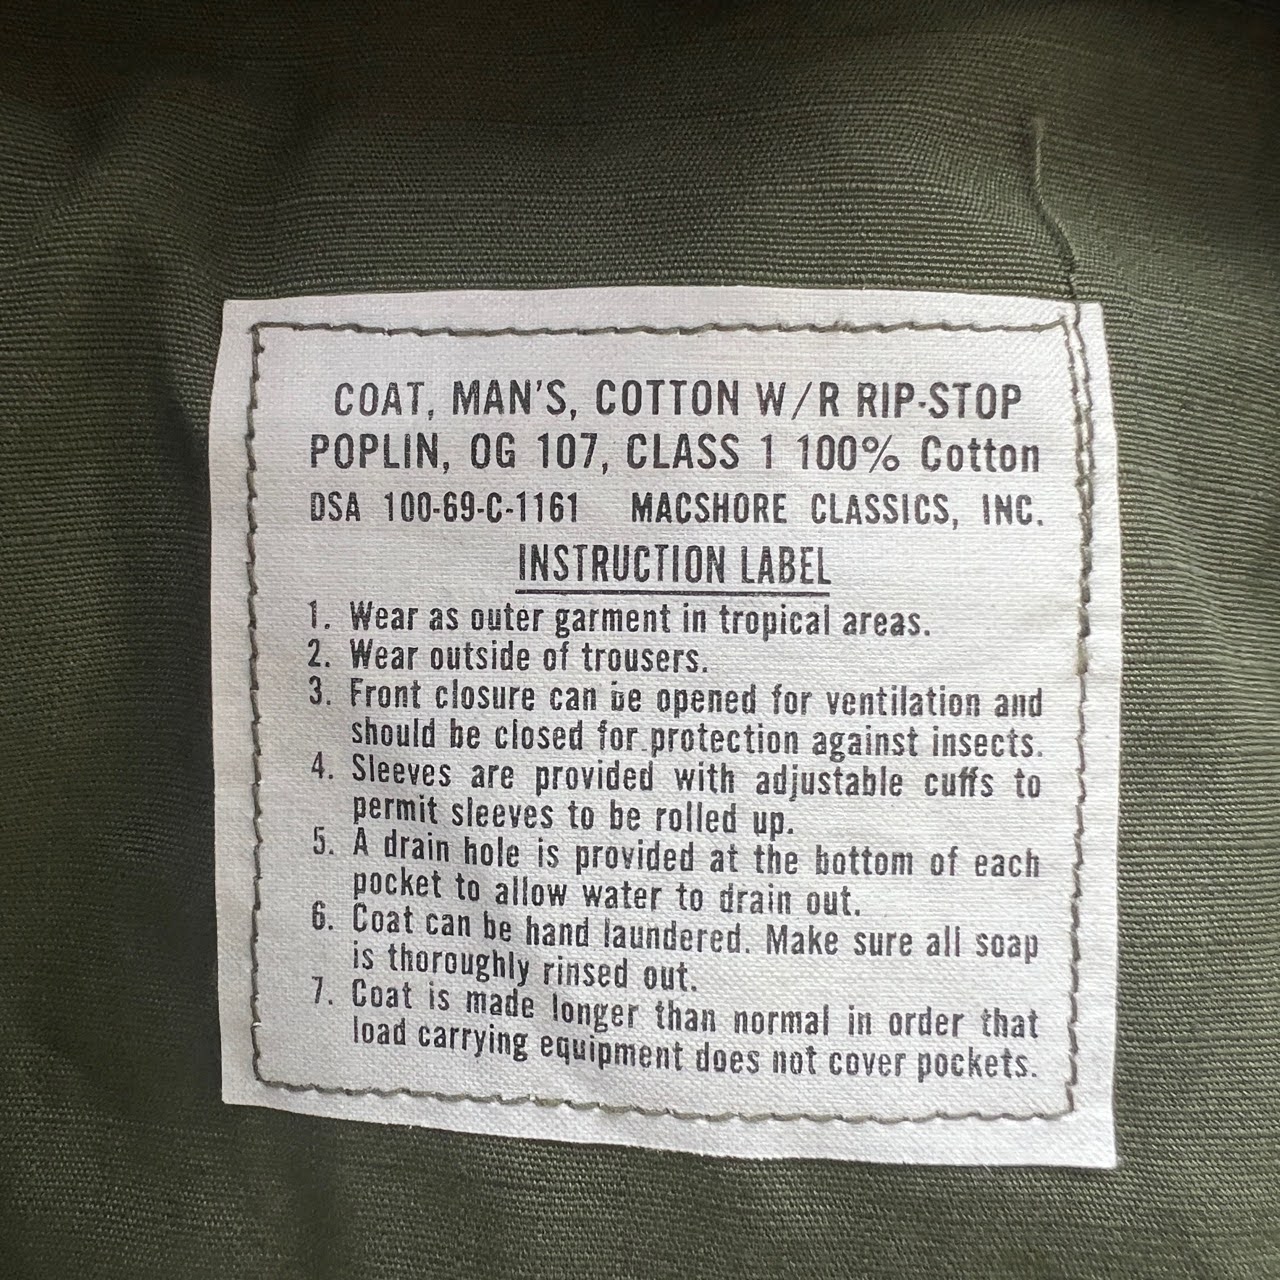 COAT, MAN'S, COTTON W/R RIP-STOP
POPLIN, OG 107, CLASS 1 100% Cotton
DSA 100-69-C-1161 MACSHORE CLASSICS, INC.
INSTRUCTION LABEL
1. Wear as outer garment in tropical areas.
2. Wear outside of trousers.
3. Front closure can be opened for ventilation and
should be closed for protection against insects.
4. Sleeves are provided with adjustable cuffs to
permit sleeves to be rolled up.
5. A drain hole is provided at the bottom of each
pocket to allow water to drain out.
6. Coat can be hand laundered. Make sure all soap
is thoroughly rinsed out.
7. Coat is made longer than normal in order that
load carrying equipment does not cover pockets.